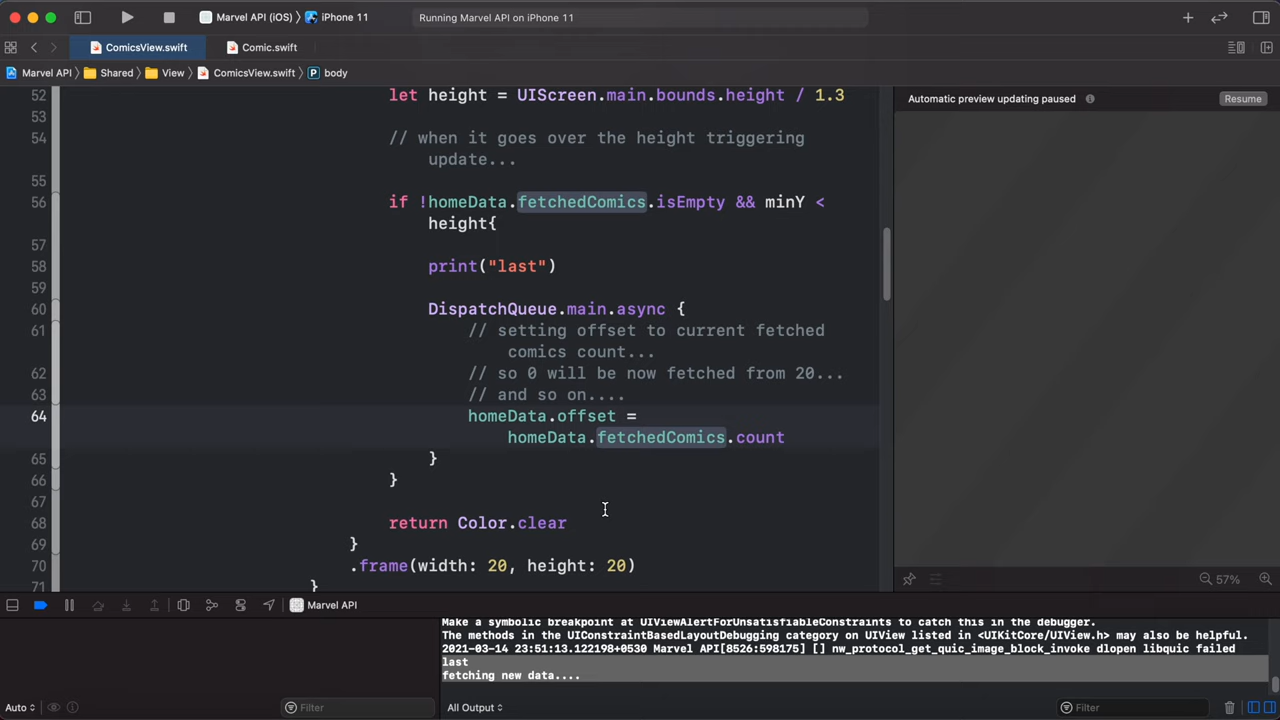 Marvel API (iOS) 〉 iPhone 11
Running Marvel API on iPhone 11
ComicsView.swift
Comic.swift
Marvel API 〉 Shared 〉 View 〉 ComicsView.swift 〉 P body
52 let height = UIScreen.main.bounds.height / 1.3
53
54 // when it goes over the height triggering
update...
55
56 if !homeData.fetchedComics.isEmpty && minY <
height{
57
58 print("last")
59
60 DispatchQueue.main.async {
61 // setting offset to current fetched
comics count...
62 // so 0 will be now fetched from 20...
63 // and so on....
64 homeData.offset =
homeData.fetchedComics.count
65 }
66 }
67
68 return Color.clear
69 }
70 .frame(width: 20, height: 20)
71 }
Automatic preview updating paused
Resume
57%
Marvel API
Make a symbolic breakpoint at UIViewAlertForUnsatisfiableConstraints to catch this in the debugger.
The methods in the UIConstraintBasedLayoutDebugging category on UIView listed in <UIKitCore/UIView.h> may also be helpful.
2021-03-14 23:51:13.122198+0530 Marvel API[8526:598175] [] nw_protocol_get_quic_image_block_invoke dlopen libquic failed
last
fetching new data....
Auto
Filter
All Output
Filter